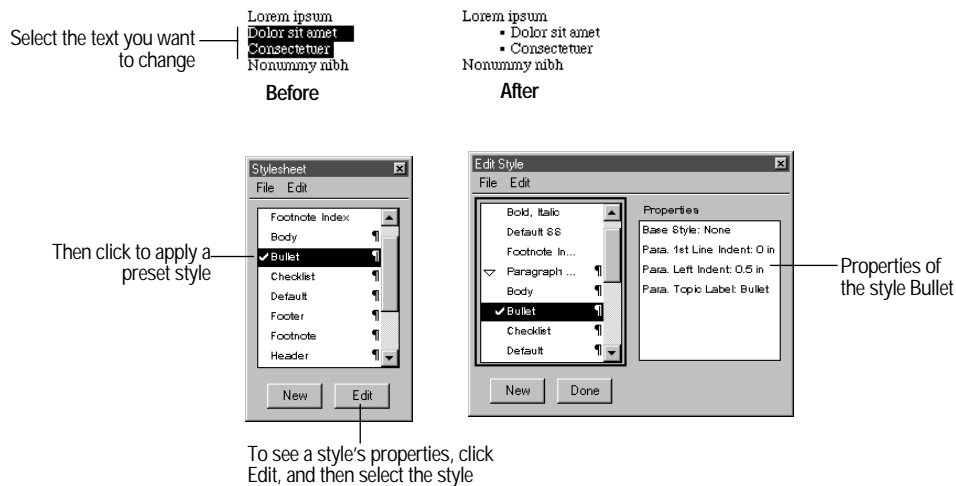 Select the text you want
to change
Lorem ipsum
Dolor sit amet
Consectetuer
Nonummy nibh
Before
Lorem ipsum
▪ Dolor sit amet
▪ Consectetuer
Nonummy nibh
After
Then click to apply a
preset style
Stylesheet
File Edit
Footnote Index
Body ¶
✓Bullet ¶
Checklist ¶
Default ¶
Footer ¶
Footnote ¶
Header ¶
New Edit
To see a style's properties, click
Edit, and then select the style
Edit Style
File Edit
Bold, Italic
Default SS
Footnote In...
Paragraph ... ¶
Body ¶
✓Bullet ¶
Checklist ¶
Default ¶
New Done
Properties
Base Style: None
Para. 1st Line Indent: 0 in
Para. Left Indent: 0.5 in
Para. Topic Label: Bullet
Properties of
the style Bullet